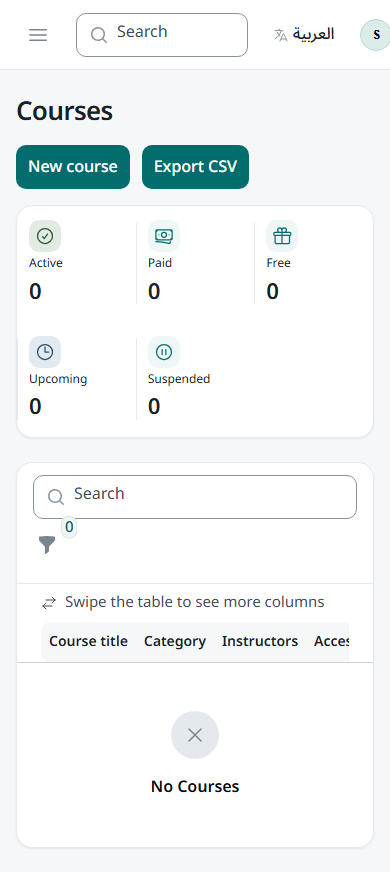 Search
العربية
S
Courses
New course
Export CSV
Active
Paid
Free
0
0
0
Upcoming
Suspended
0
0
Search
0
Swipe the table to see more columns
Course title Category Instructors Acces
No Courses